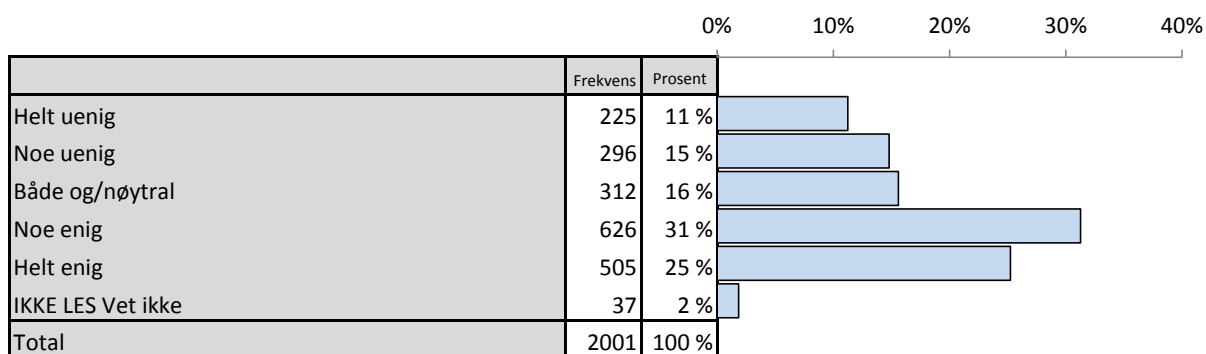 0% 10% 20% 30% 40%
Frekvens Prosent
Helt uenig 225 11 %
Noe uenig 296 15 %
Både og/nøytral 312 16 %
Noe enig 626 31 %
Helt enig 505 25 %
IKKE LES Vet ikke 37 2 %
Total 2001 100 %